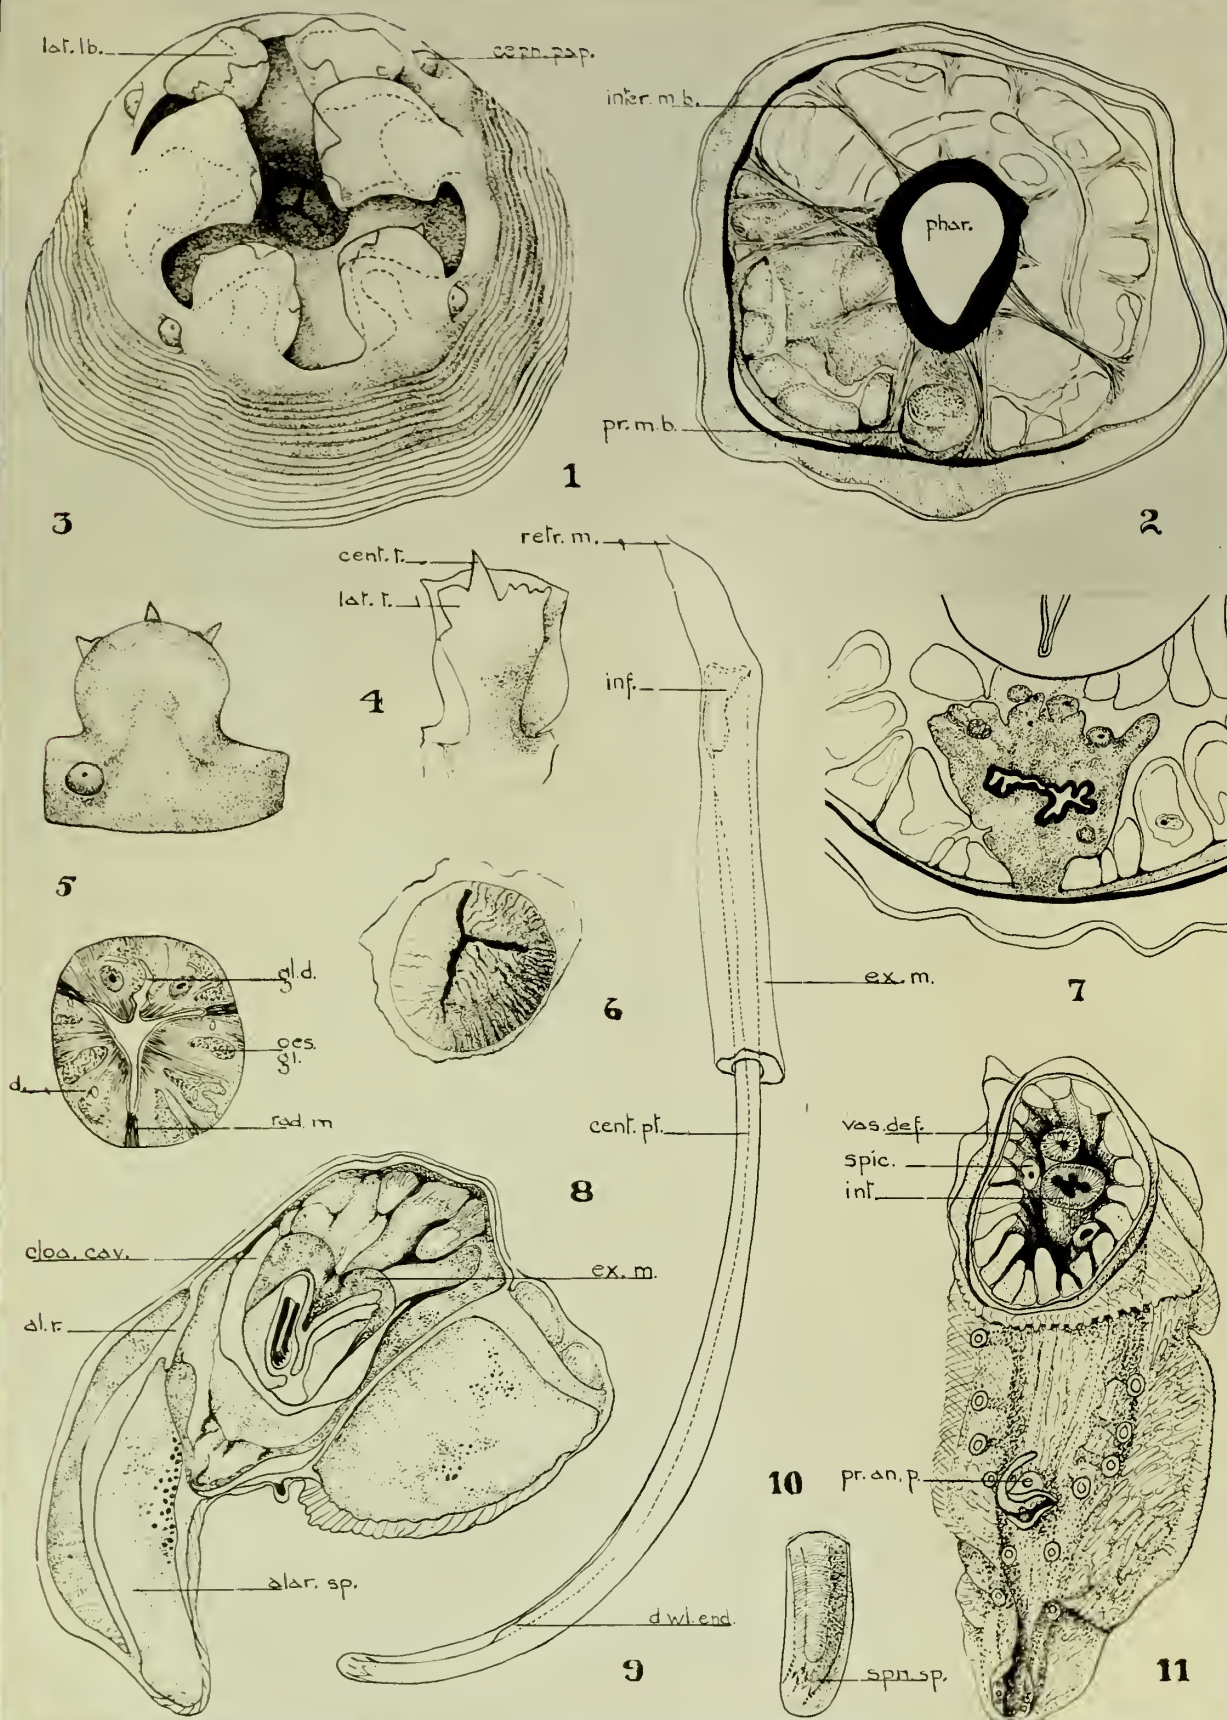 lat. lb.
ceph. pap.
inter. m. b.
phar.
pr. m. b.
1
2
3
retr. m.
cent. t.
lat. t.
inf.
4
5
6
7
gl. d.
oes.
gl.
d.
rad. m
ex. m.
cent. pt.
vas. def.
spic.
int.
8
cloa. cav.
ex. m.
al. r.
10
pr. an. p.
alar. sp.
d wl. end.
9
spn. sp.
11